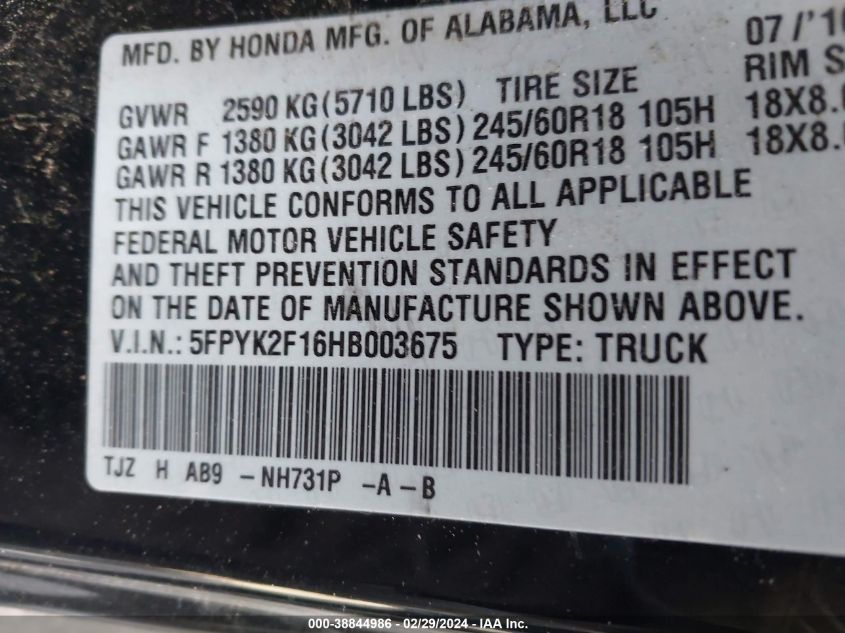 MFD. BY HONDA MFG. OF ALABAMA, LLC 07/'16
GVWR 2590 KG (5710 LBS) TIRE SIZE RIM S
GAWR F 1380 KG (3042 LBS) 245/60R18 105H 18X8.
GAWR R 1380 KG (3042 LBS) 245/60R18 105H 18X8.
THIS VEHICLE CONFORMS TO ALL APPLICABLE
FEDERAL MOTOR VEHICLE SAFETY
AND THEFT PREVENTION STANDARDS IN EFFECT
ON THE DATE OF MANUFACTURE SHOWN ABOVE.
V.I.N.: 5FPYK2F16HB003675 TYPE: TRUCK
TJZ H AB9 -NH731P -A -B
000-38844986 - 02/29/2024 - IAA Inc.